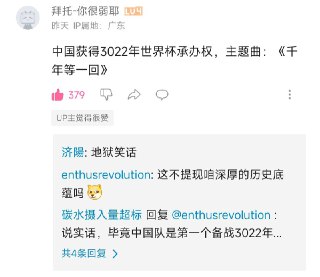 拜托-你很弱耶 LV4
昨天 IP属地：广东
中国获得3022年世界杯承办权，主题曲：《千
年等一回》
379
UP主觉得很赞
济陽: 地狱笑话
enthusrevolution: 这不提现咱深厚的历史底
蕴吗
碳水摄入量超标 回复 @enthusrevolution :
说实话，毕竟中国队是第一个备战3022年...
共4条回复 >